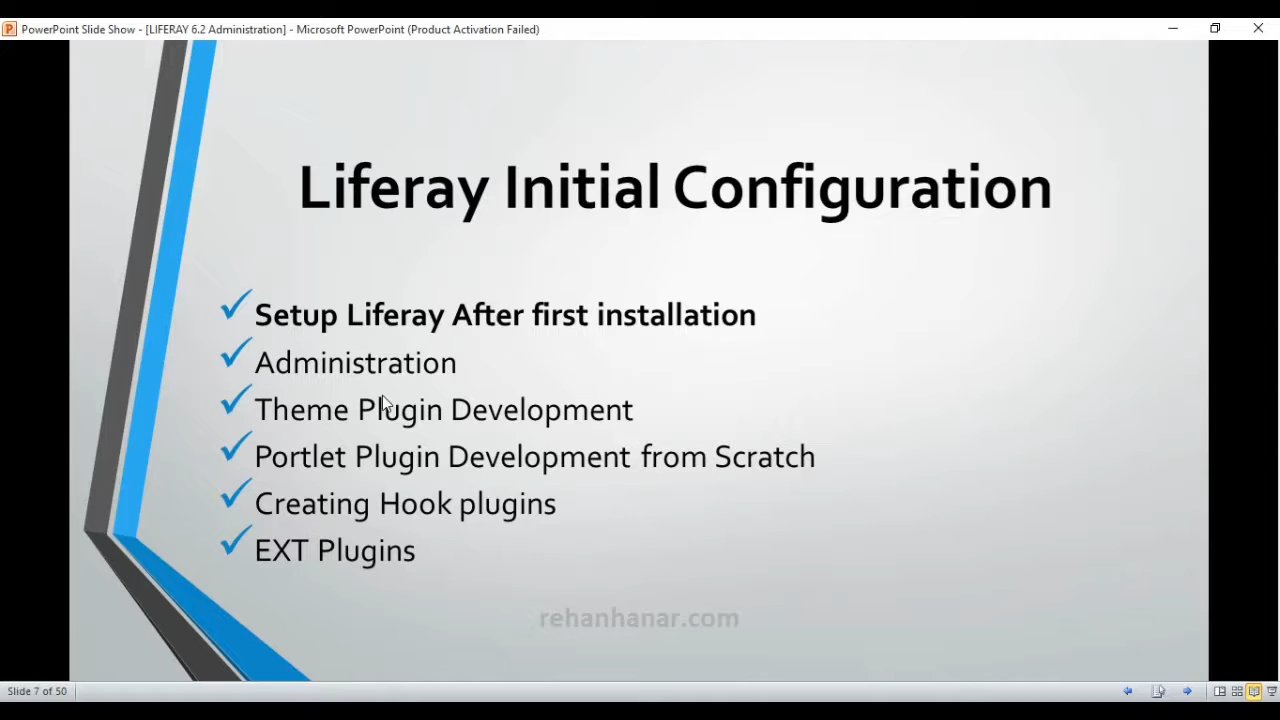 PowerPoint Slide Show - [LIFERAY 6.2 Administration] - Microsoft PowerPoint (Product Activation Failed)
Liferay Initial Configuration
Setup Liferay After first installation
Administration
Theme Plugin Development
Portlet Plugin Development from Scratch
Creating Hook plugins
EXT Plugins
rehanhanar.com
Slide 7 of 50